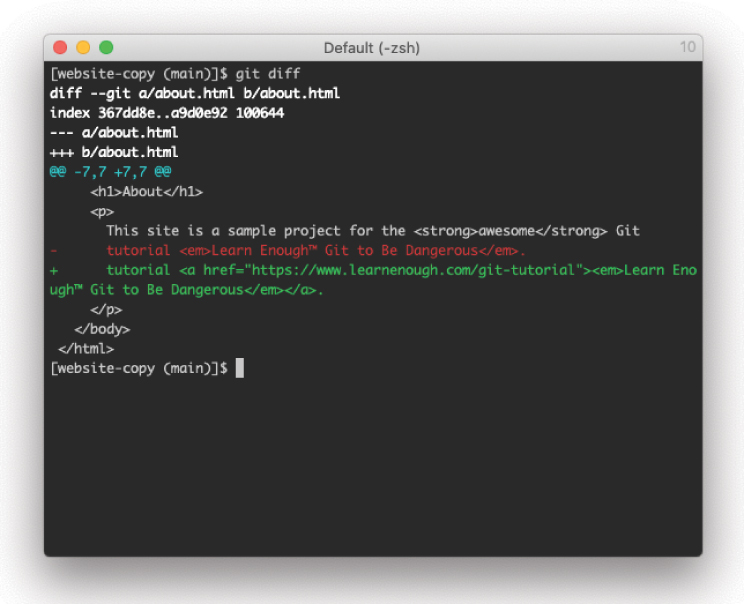 Default (-zsh)
10
[website-copy (main)]$ git diff
diff --git a/about.html b/about.html
index 367dd8e..a9d0e92 100644
--- a/about.html
+++ b/about.html
@@ -7,7 +7,7 @@
     <h1>About</h1>
     <p>
       This site is a sample project for the <strong>awesome</strong> Git
-      tutorial <em>Learn Enough™ Git to Be Dangerous</em>.
+      tutorial <a href="https://www.learnenough.com/git-tutorial"><em>Learn Eno
ugh™ Git to Be Dangerous</em></a>.
     </p>
   </body>
 </html>
[website-copy (main)]$